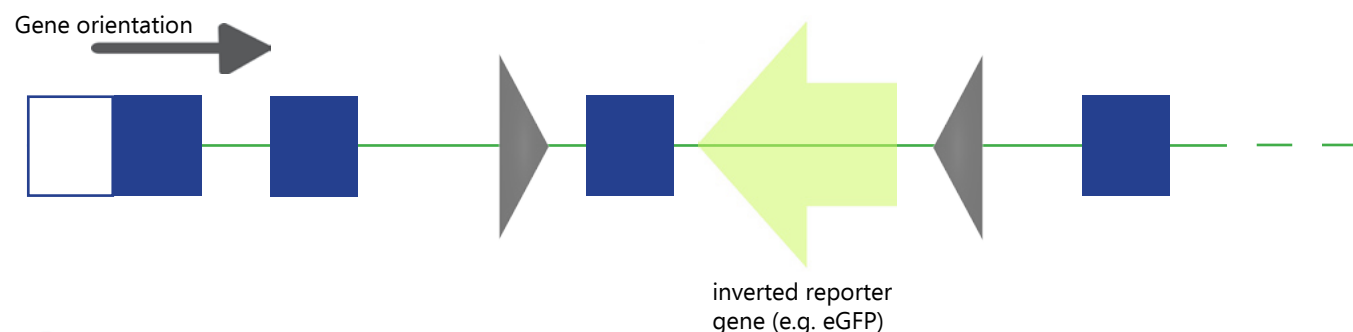 Gene orientation
inverted reporter
gene (e.g. eGFP)